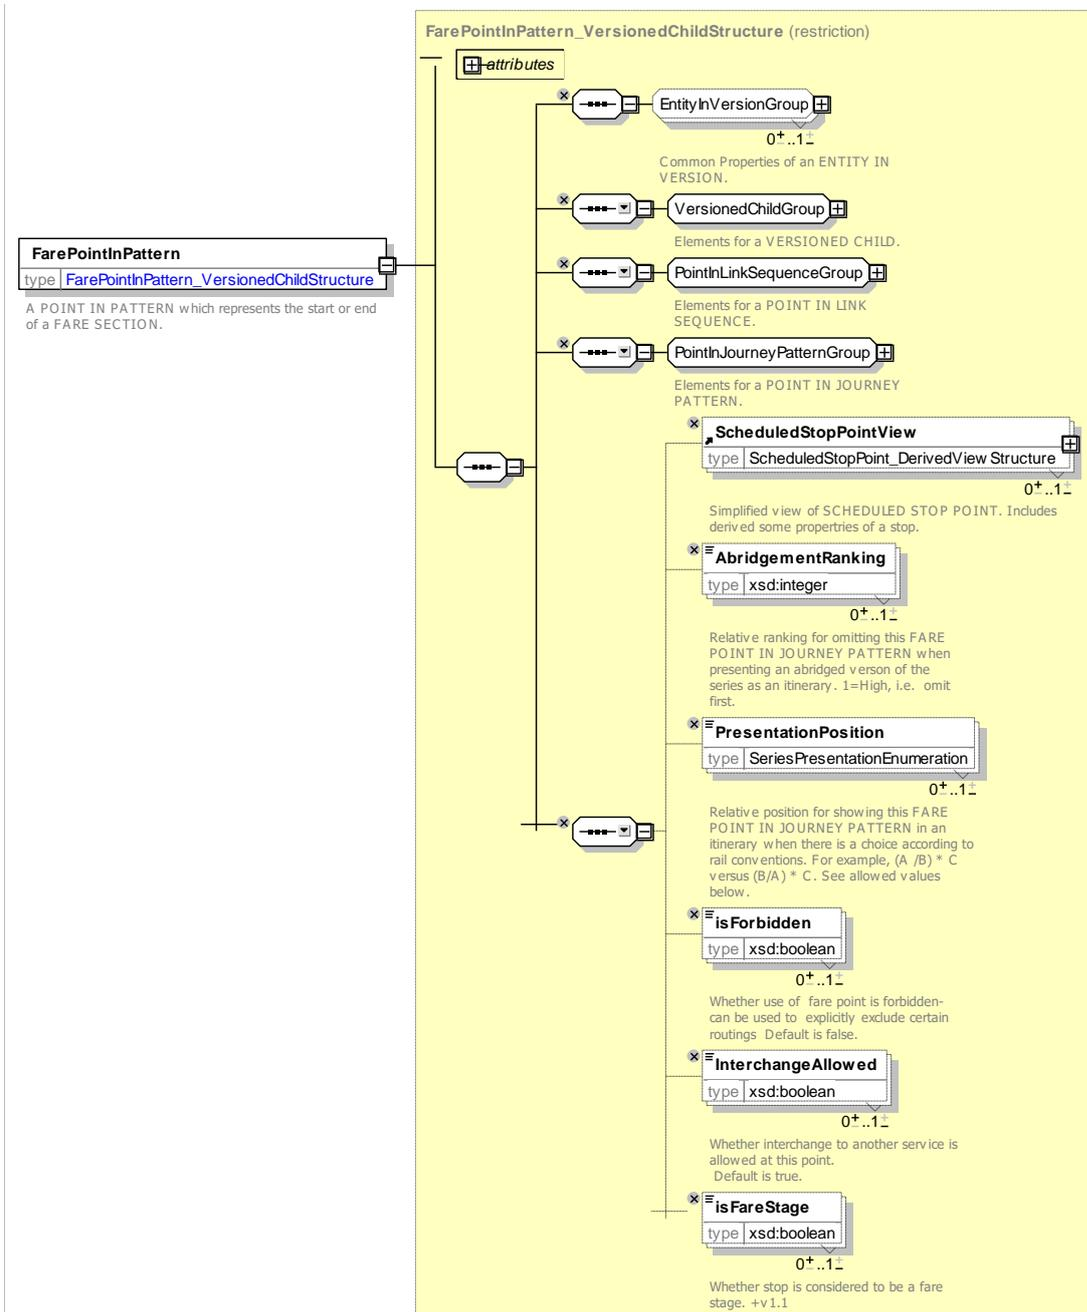 FarePointInPattern_VersionedChildStructure (restriction)
attributes
EntityInVersionGroup
0..1
Common Properties of an ENTITY IN
VERSION.
VersionedChildGroup
Elements for a VERSIONED CHILD.
FarePointInPattern
type FarePointInPattern_VersionedChildStructure
A POINT IN PATTERN which represents the start or end
of a FARE SECTION.
PointInLinkSequenceGroup
Elements for a POINT IN LINK
SEQUENCE.
PointInJourneyPatternGroup
Elements for a POINT IN JOURNEY
PATTERN.
ScheduledStopPointView
type ScheduledStopPoint_DerivedViewStructure
0..1
Simplified view of SCHEDULED STOP POINT. Includes
derived some propertries of a stop.
AbridgementRanking
type xsd:integer
0..1
Relative ranking for omitting this FARE
POINT IN JOURNEY PATTERN when
presenting an abridged verson of the
series as an itinerary. 1=High, i.e. omit
first.
PresentationPosition
type SeriesPresentationEnumeration
0..1
Relative position for showing this FARE
POINT IN JOURNEY PATTERN in an
itinerary when there is a choice according to
rail conventions. For example, (A /B) * C
versus (B/A) * C. See allowed values
below.
isForbidden
type xsd:boolean
0..1
Whether use of fare point is forbidden-
can be used to explicitly exclude certain
routings Default is false.
InterchangeAllowed
type xsd:boolean
0..1
Whether interchange to another service is
allowed at this point.
Default is true.
isFareStage
type xsd:boolean
0..1
Whether stop is considered to be a fare
stage. +v1.1